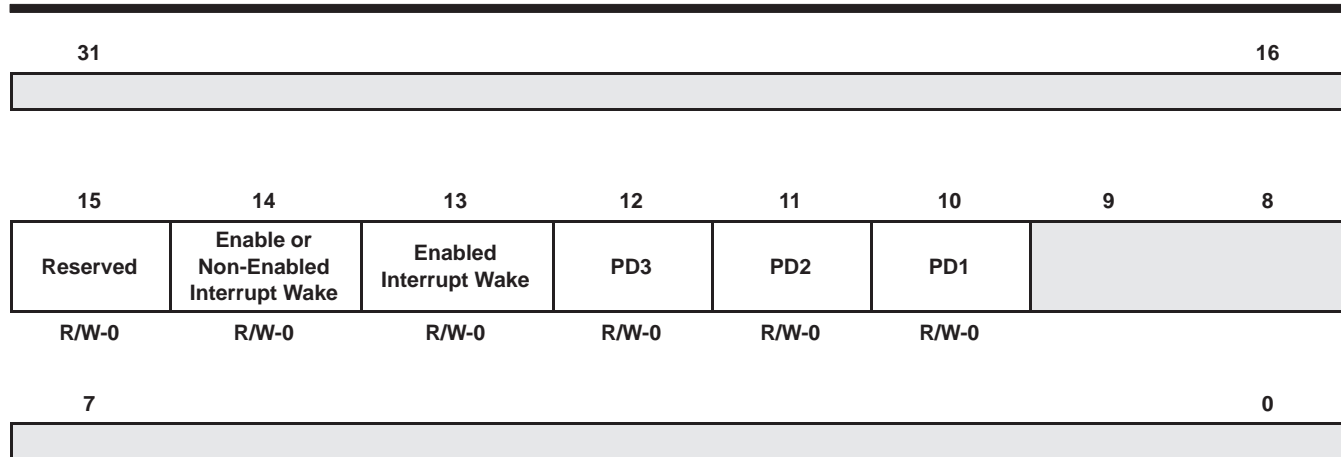 31 16
15 14 13 12 11 10 9 8
Reserved
Enable or
Non-Enabled
Interrupt Wake
Enabled
Interrupt Wake
PD3
PD2
PD1
R/W-0 R/W-0 R/W-0 R/W-0 R/W-0 R/W-0
7 0